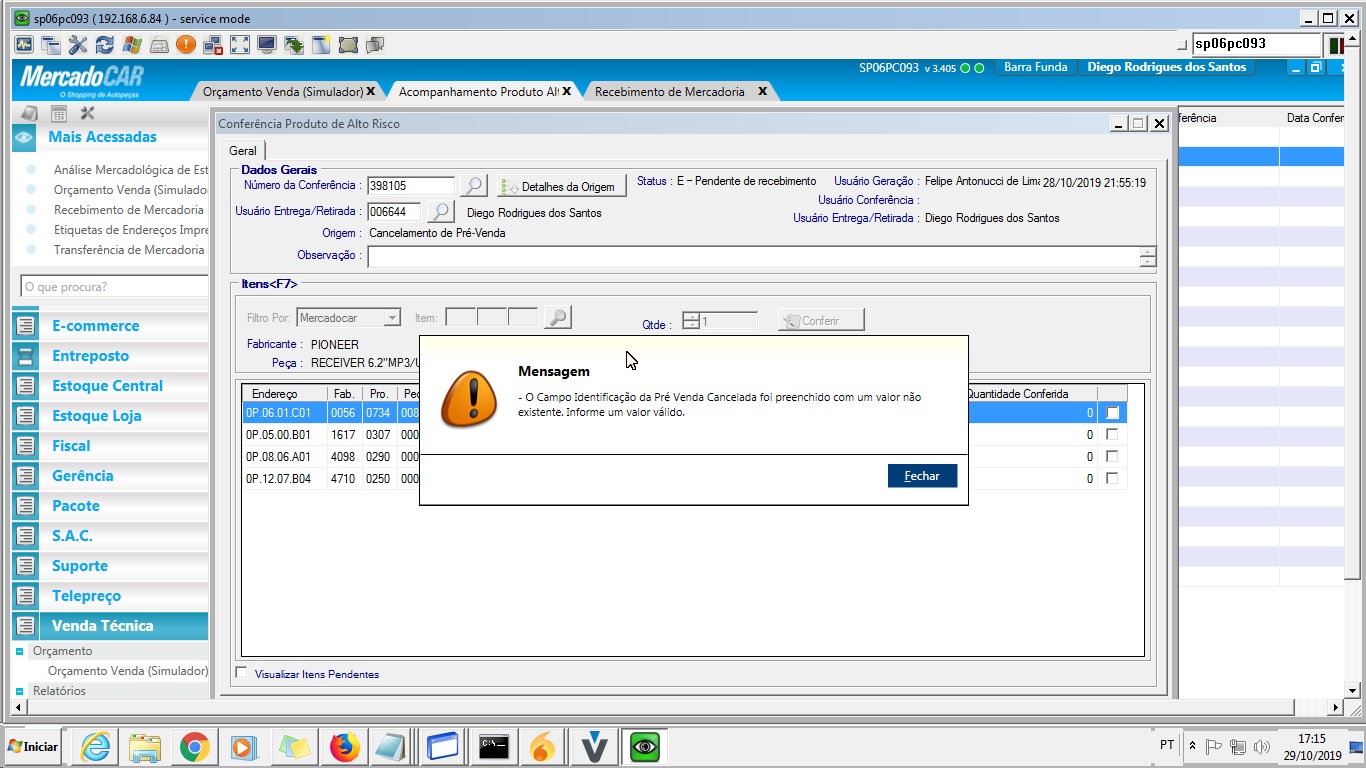 sp06pc093 ( 192.168.6.84 ) - service mode
sp06pc093
MercadoCAR
O Shopping da Autopeças
SP06PC093 v 3.405
Barra Funda
Diego Rodrigues dos Santos
Orçamento Venda (Simulador) X
Acompanhamento Produto Al X
Recebimento de Mercadoria X
Mais Acessadas
Análise Mercadológica de Est
Orçamento Venda (Simulado
Recebimento de Mercadoria
Etiquetas de Endereços Impre
Transferência de Mercadoria
O que procura?
E-commerce
Entreposto
Estoque Central
Estoque Loja
Fiscal
Gerência
Pacote
S.A.C.
Suporte
Telepreço
Venda Técnica
Orçamento
Orçamento Venda (Simulador)
Relatórios
Conferência Produto de Alto Risco
ferência
Data Confer
Geral
Dados Gerais
Número da Conferência : 398105
Detalhes da Origem
Status : E – Pendente de recebimento
Usuário Geração : Felipe Antonucci de Lima 28/10/2019 21:55:19
Usuário Conferência :
Usuário Entrega/Retirada : 006644 Diego Rodrigues dos Santos
Usuário Entrega/Retirada : Diego Rodrigues dos Santos
Origem : Cancelamento de Pré-Venda
Observação :
Itens<F7>
Filtro Por: Mercadocar
Item:
Qtde : 1
Conferir
Fabricante : PIONEER
Peça : RECEIVER 6.2"MP3/U
Endereço Fab. Pro. Peç Quantidade Conferida
0P.06.01.C01 0056 0734 008 0
0P.05.00.B01 1617 0307 000 0
0P.08.06.A01 4098 0290 000 0
0P.12.07.B04 4710 0250 000 0
Mensagem
- O Campo Identificação da Pré Venda Cancelada foi preenchido com um valor não
existente. Informe um valor válido.
Fechar
Visualizar Itens Pendentes
Iniciar
PT
17:15
29/10/2019